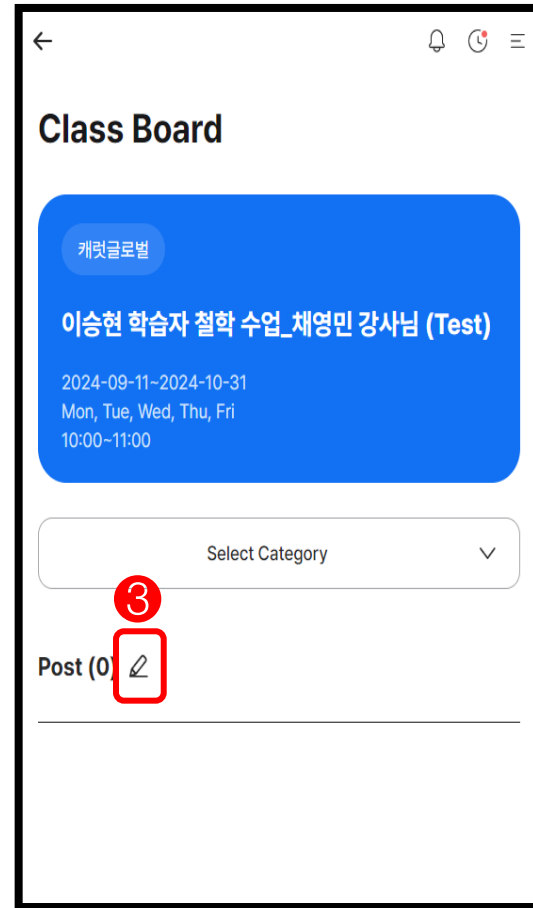 Class Board
캐럿글로벌
이승현 학습자 철학 수업_채영민 강사님 (Test)
2024-09-11~2024-10-31
Mon, Tue, Wed, Thu, Fri
10:00~11:00
Select Category
3
Post (0)